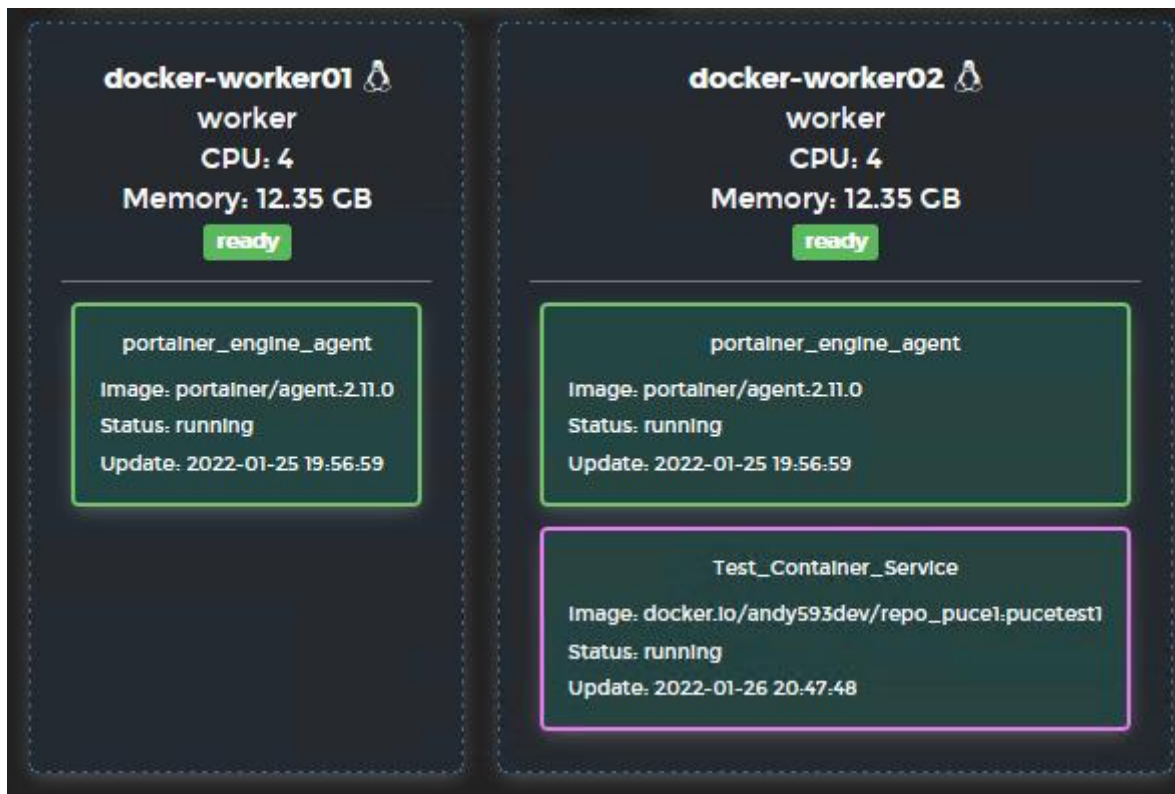 docker-worker01
worker
CPU: 4
Memory: 12.35 GB
ready
portainer_engine_agent
Image: portainer/agent:2.11.0
Status: running
Update: 2022-01-25 19:56:59
docker-worker02
worker
CPU: 4
Memory: 12.35 GB
ready
portainer_engine_agent
Image: portainer/agent:2.11.0
Status: running
Update: 2022-01-25 19:56:59
Test_Container_Service
Image: docker.io/andy593dev/repo_puce1:pucetest1
Status: running
Update: 2022-01-26 20:47:48